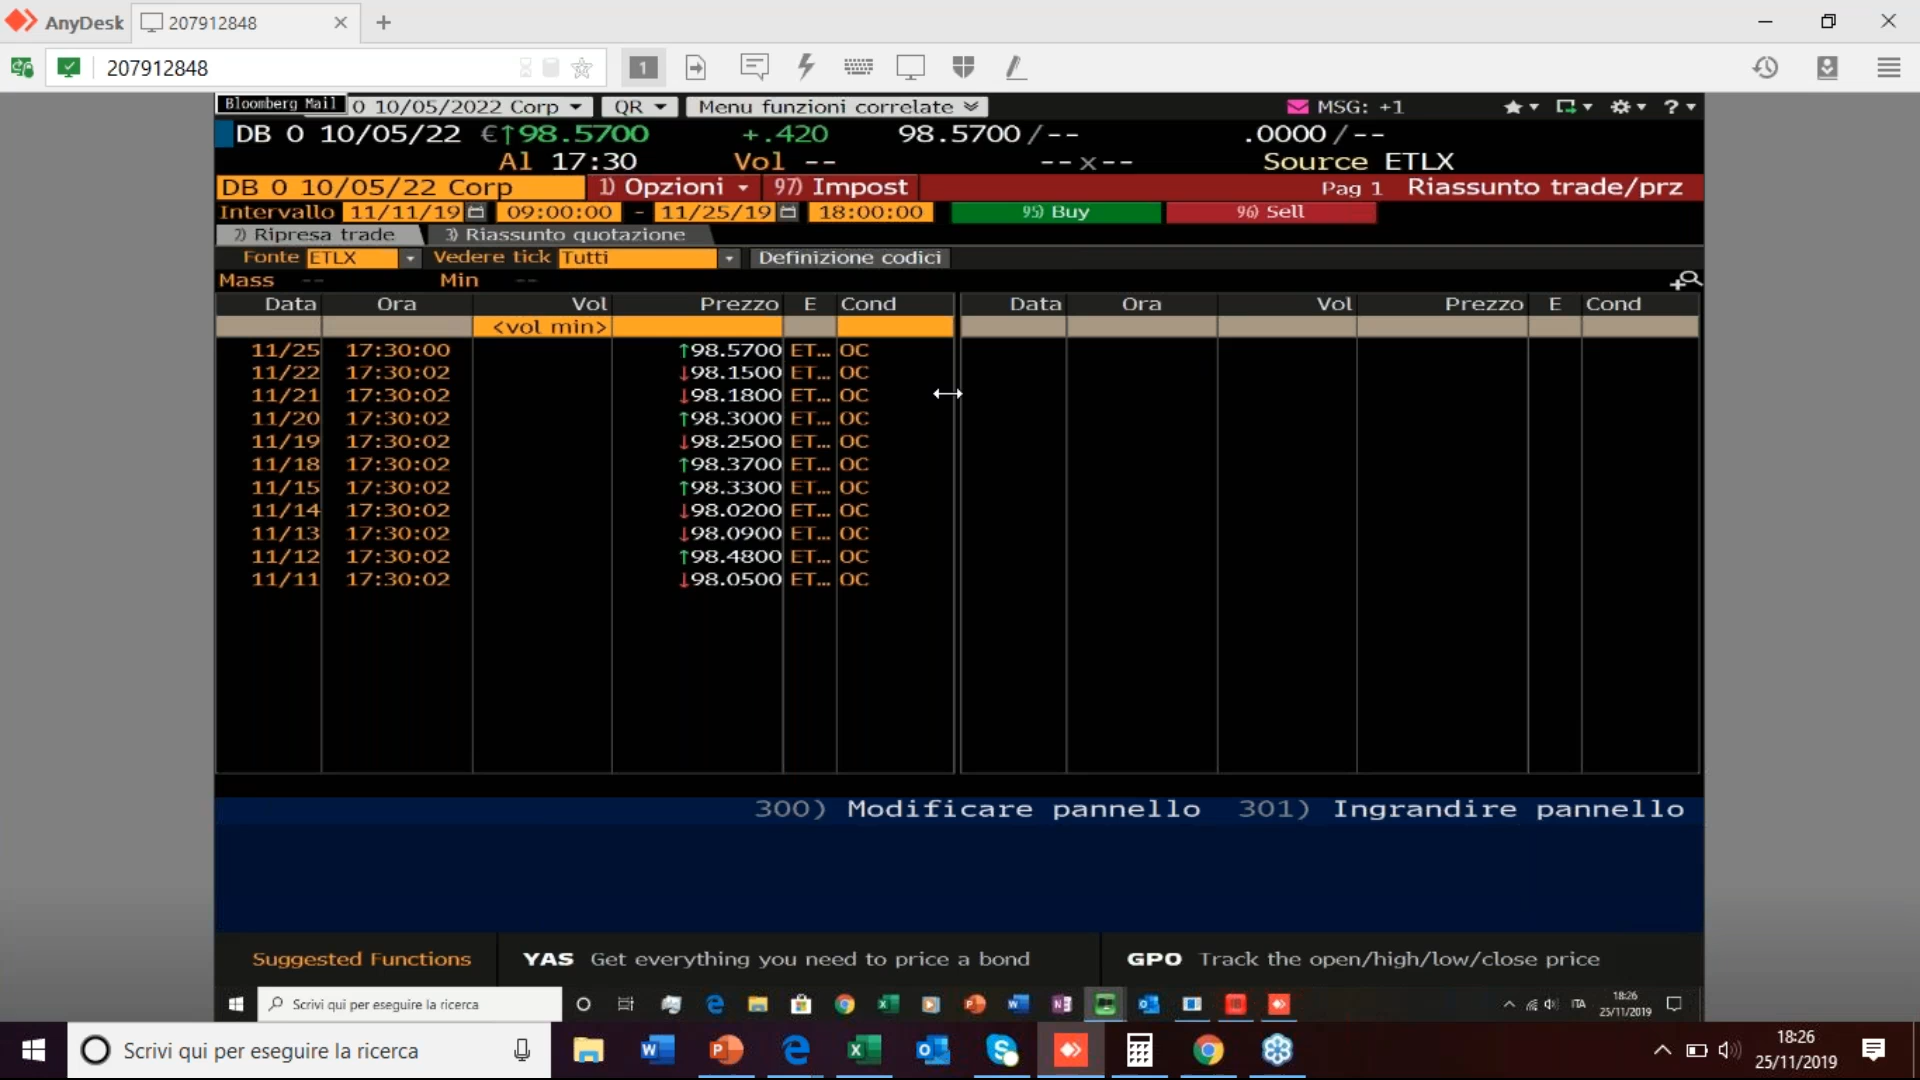 AnyDesk 207912848
207912848 1
Bloomberg Mail 0 10/05/2022 Corp QR Menu funzioni correlate MSG: +1 ?
DB 0 10/05/22 €↑98.5700 +.420 98.5700/-- .0000/--
Al 17:30 Vol -- --x-- Source ETLX
DB 0 10/05/22 Corp 1) Opzioni 97) Impost Pag 1 Riassunto trade/prz
Intervallo 11/11/19 09:00:00 - 11/25/19 18:00:00 95) Buy 96) Sell
2) Ripresa trade 3) Riassunto quotazione
Fonte ETLX Vedere tick Tutti Definizione codici
Mass -- Min --
Data Ora Vol Prezzo E Cond Data Ora Vol Prezzo E Cond
<vol min>
11/25 17:30:00 ↑98.5700 ET... OC
11/22 17:30:02 ↓98.1500 ET... OC
11/21 17:30:02 ↓98.1800 ET... OC
11/20 17:30:02 ↑98.3000 ET... OC
11/19 17:30:02 ↓98.2500 ET... OC
11/18 17:30:02 ↑98.3700 ET... OC
11/15 17:30:02 ↑98.3300 ET... OC
11/14 17:30:02 ↓98.0200 ET... OC
11/13 17:30:02 ↓98.0900 ET... OC
11/12 17:30:02 ↑98.4800 ET... OC
11/11 17:30:02 ↓98.0500 ET... OC
300) Modificare pannello 301) Ingrandire pannello
Suggested Functions YAS Get everything you need to price a bond GPO Track the open/high/low/close price
Scrivi qui per eseguire la ricerca ITA 18:26
25/11/2019
Scrivi qui per eseguire la ricerca 18:26
25/11/2019